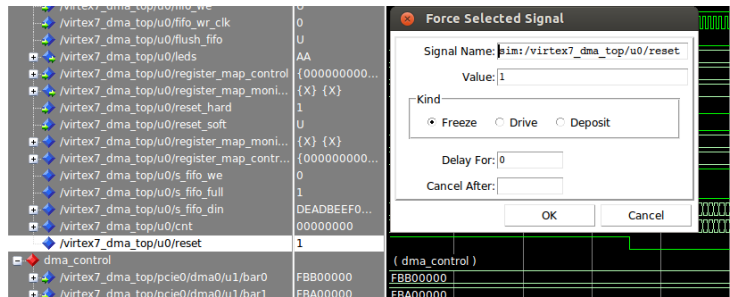 /virtex7_dma_top/u0/fifo_we U
/virtex7_dma_top/u0/fifo_wr_clk 0
/virtex7_dma_top/u0/flush_fifo U
/virtex7_dma_top/u0/leds AA
/virtex7_dma_top/u0/register_map_control {000000000...
/virtex7_dma_top/u0/register_map_moni... {X} {X}
/virtex7_dma_top/u0/reset_hard 1
/virtex7_dma_top/u0/reset_soft U
/virtex7_dma_top/u0/register_map_moni... {X} {X}
/virtex7_dma_top/u0/register_map_contr... {000000000...
/virtex7_dma_top/u0/s_fifo_we 0
/virtex7_dma_top/u0/s_fifo_full 1
/virtex7_dma_top/u0/s_fifo_din DEADBEEF0...
/virtex7_dma_top/u0/cnt 00000000
/virtex7_dma_top/u0/reset 1
dma_control
/virtex7_dma_top/pcie0/dma0/u1/bar0 FBB00000
/virtex7_dma_top/pcie0/dma0/u1/bar1 FBA00000
Force Selected Signal
Signal Name: sim:/virtex7_dma_top/u0/reset
Value: 1
Kind
Freeze Drive Deposit
Delay For: 0
Cancel After:
OK Cancel
( dma_control )
FBB00000
FBA00000